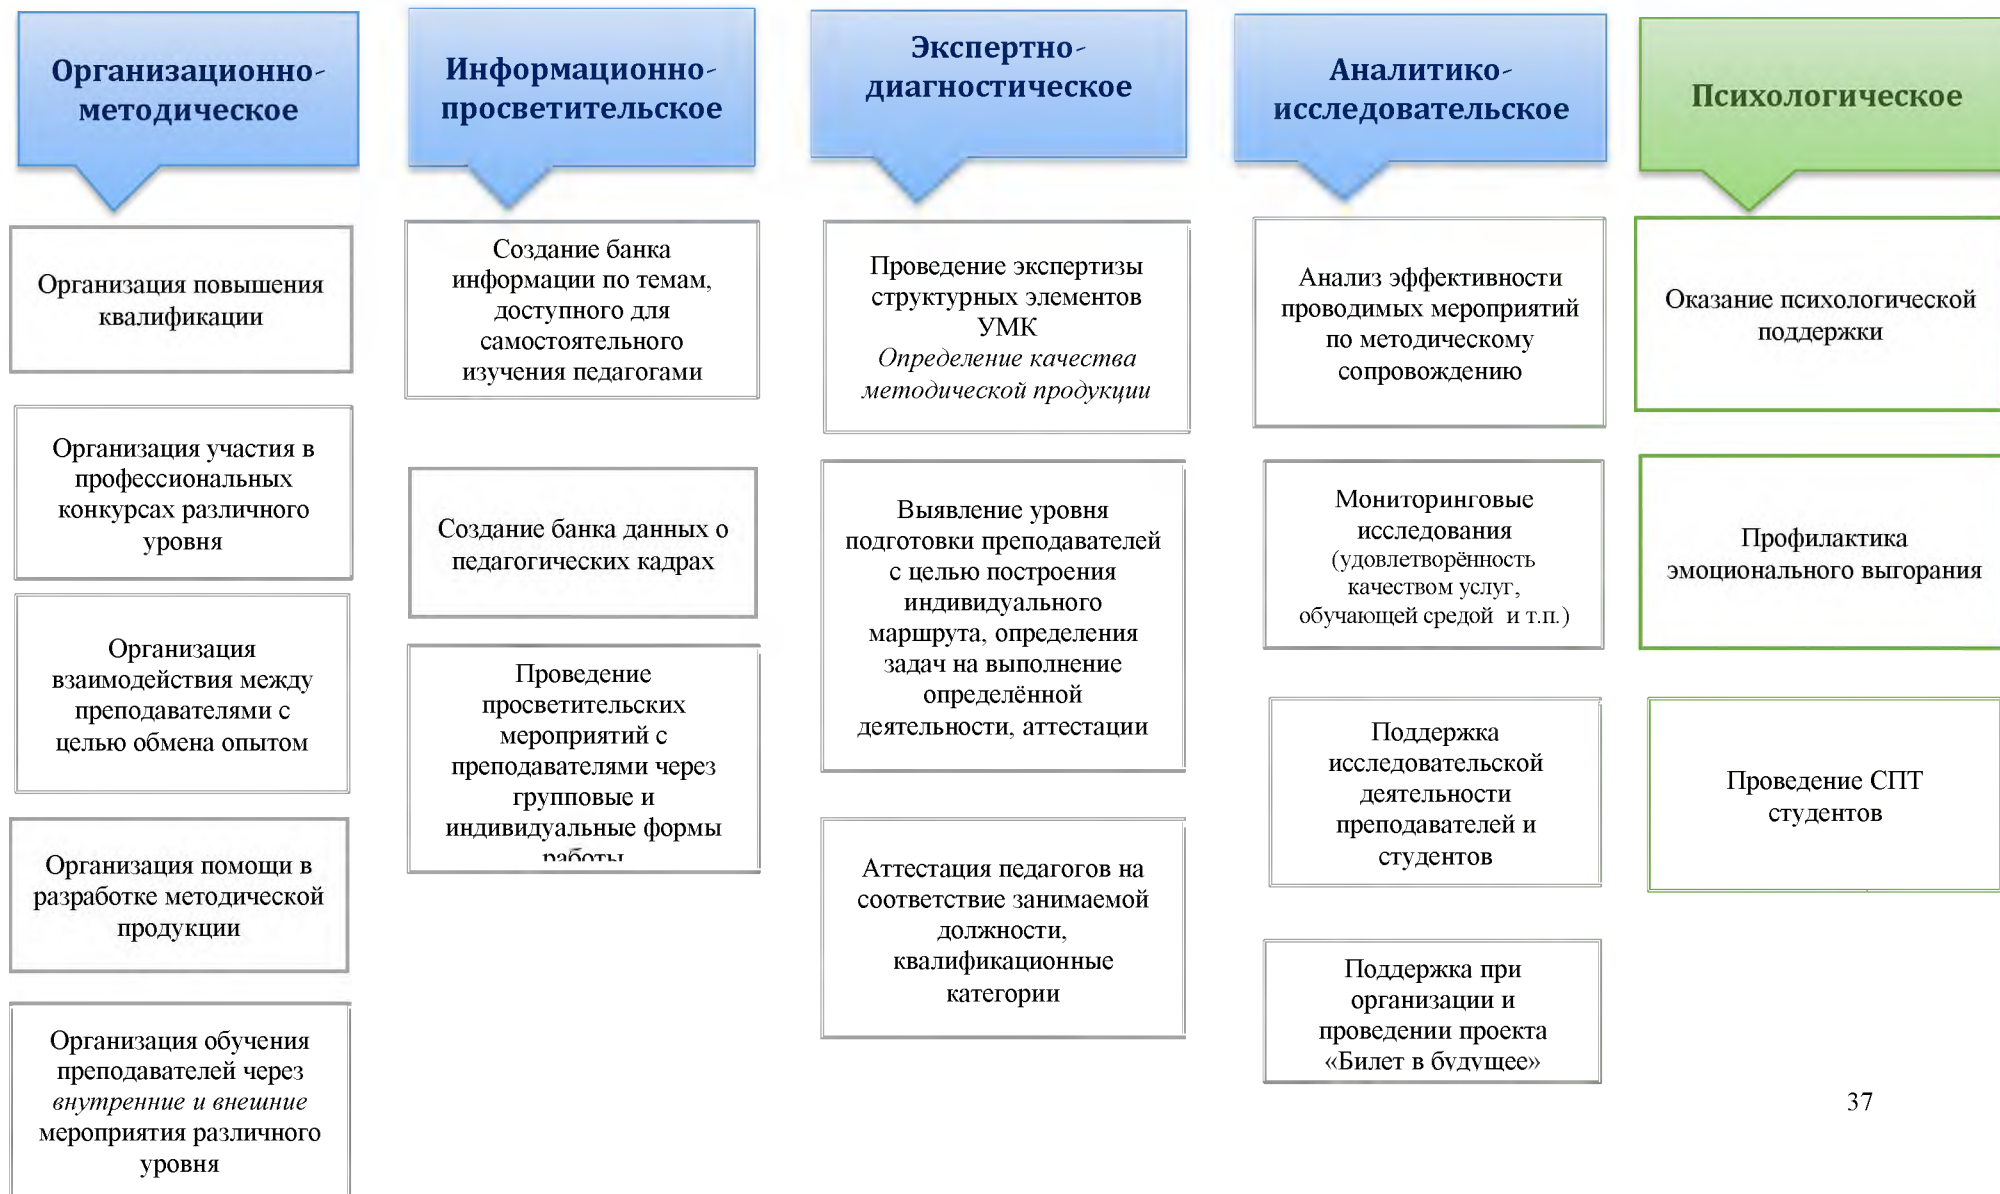 Организационно-
методическое
Организация повышения
квалификации
Организация участия в
профессиональных
конкурсах различного
уровня
Организация
взаимодействия между
преподавателями с
целью обмена опытом
Организация помощи в
разработке методической
продукции
Организация обучения
преподавателей через
внутренние и внешние
мероприятия различного
уровня
Информационно-
просветительское
Создание банка
информации по темам,
доступного для
самостоятельного
изучения педагогами
Создание банка данных о
педагогических кадрах
Проведение
просветительских
мероприятий с
преподавателями через
групповые и
индивидуальные формы
работы
Экспертно-
диагностическое
Проведение экспертизы
структурных элементов
УМК
Определение качества
методической продукции
Выявление уровня
подготовки преподавателей
с целью построения
индивидуального
маршрута, определения
задач на выполнение
определённой
деятельности, аттестации
Аттестация педагогов на
соответствие занимаемой
должности,
квалификационные
категории
Аналитико-
исследовательское
Анализ эффективности
проводимых мероприятий
по методическому
сопровождению
Мониторинговые
исследования
(удовлетворённость
качеством услуг,
обучающей средой и т.п.)
Поддержка
исследовательской
деятельности
преподавателей и
студентов
Поддержка при
организации и
проведении проекта
«Билет в будущее»
Психологическое
Оказание психологической
поддержки
Профилактика
эмоционального выгорания
Проведение СПТ
студентов
37